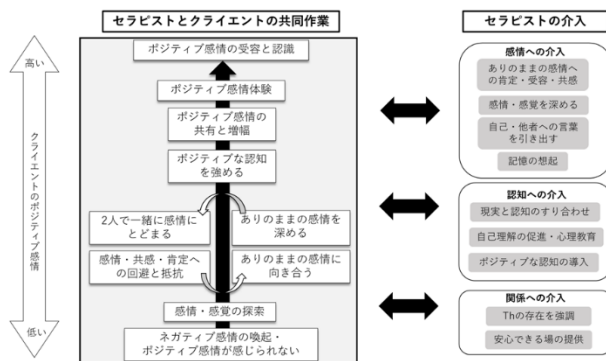 セラピストとクライエントの共同作業
セラピストの介入
高い
クライエントのポジティブ感情
低い
ポジティブ感情の受容と認識
ポジティブ感情体験
ポジティブ感情の
共有と増幅
ポジティブな認知を
強める
2人で一緒に感情に
とどまる
ありのままの感情を
深める
感情・共感・肯定へ
の回避と抵抗
ありのままの感情に
向き合う
感情・感覚の探索
ネガティブ感情の喚起・
ポジティブ感情が感じられない
感情への介入
ありのままの感情へ
の肯定・受容・共感
感情・感覚を深める
自己・他者への言葉
を引き出す
記憶の想起
認知への介入
現実と認知のすり合わせ
自己理解の促進・心理教育
ポジティブな認知の導入
関係への介入
Thの存在を強調
安心できる場の提供